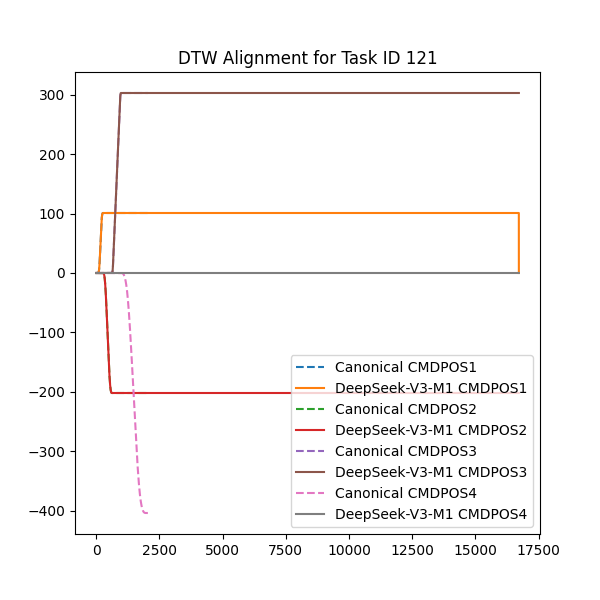 DTW Alignment for Task ID 121
300
200
100
0
−100
−200
−300
−400
Canonical CMDPOS1
DeepSeek-V3-M1 CMDPOS1
Canonical CMDPOS2
DeepSeek-V3-M1 CMDPOS2
Canonical CMDPOS3
DeepSeek-V3-M1 CMDPOS3
Canonical CMDPOS4
DeepSeek-V3-M1 CMDPOS4
0 2500 5000 7500 10000 12500 15000 17500